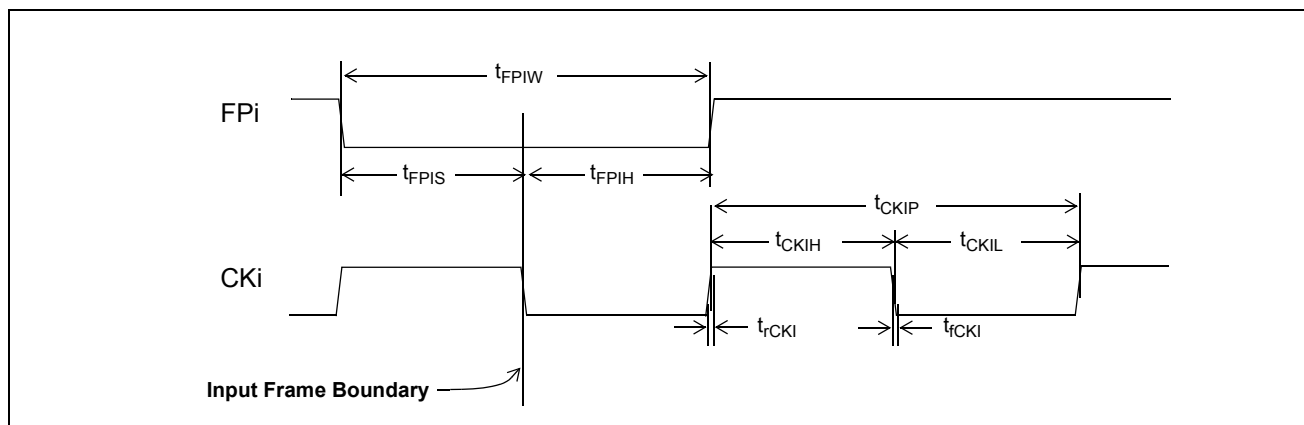 tFPIW
FPi
tFPIS
tFPIH
tCKIP
tCKIH
tCKIL
CKi
trCKI
tfCKI
Input Frame Boundary